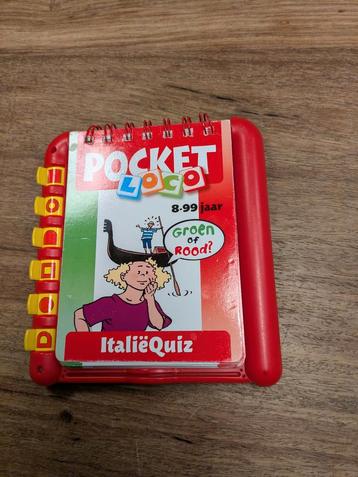 POCKET
LOCO
8-99 jaar
GROEN
of
ROOd?
ItaliëQuiz